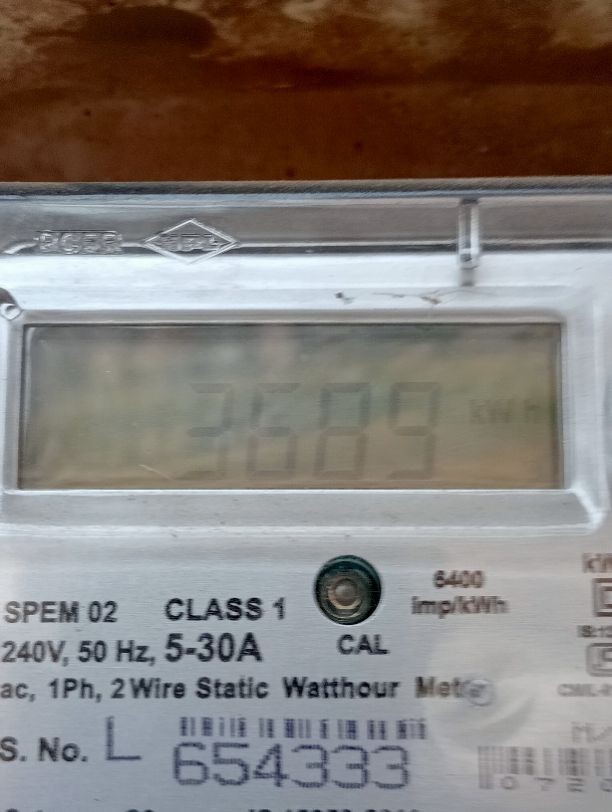 3689 kWh
6400
SPEM 02 CLASS 1 imp/kWh
240V, 50 Hz, 5-30A CAL
ac, 1Ph, 2 Wire Static Watthour
S. No. L 654333